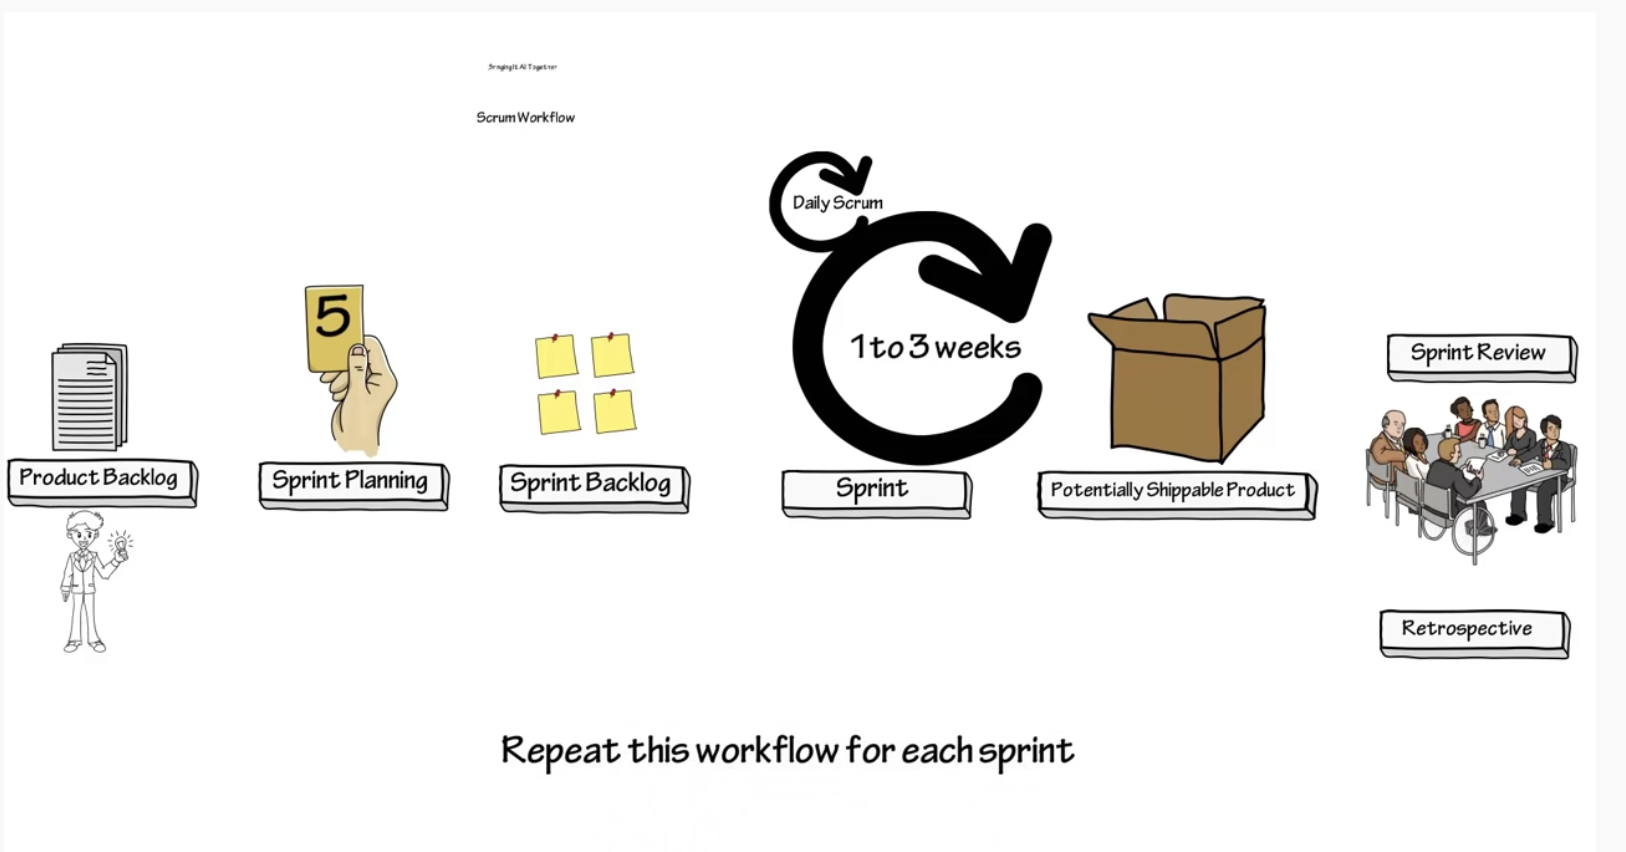 Bringing It All Together
Scrum Workflow
Daily Scrum
5
1 to 3 weeks
Sprint Review
Product Backlog
Sprint Planning
Sprint Backlog
Sprint
Potentially Shippable Product
Retrospective
Repeat this workflow for each sprint